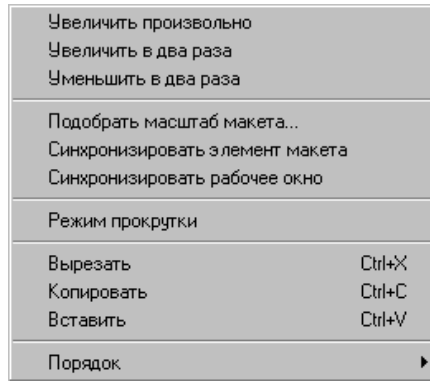 Увеличить произвольно
Увеличить в два раза
Уменьшить в два раза
Подобрать масштаб макета...
Синхронизировать элемент макета
Синхронизировать рабочее окно
Режим прокрутки
Вырезать Ctrl+X
Копировать Ctrl+C
Вставить Ctrl+V
Порядок